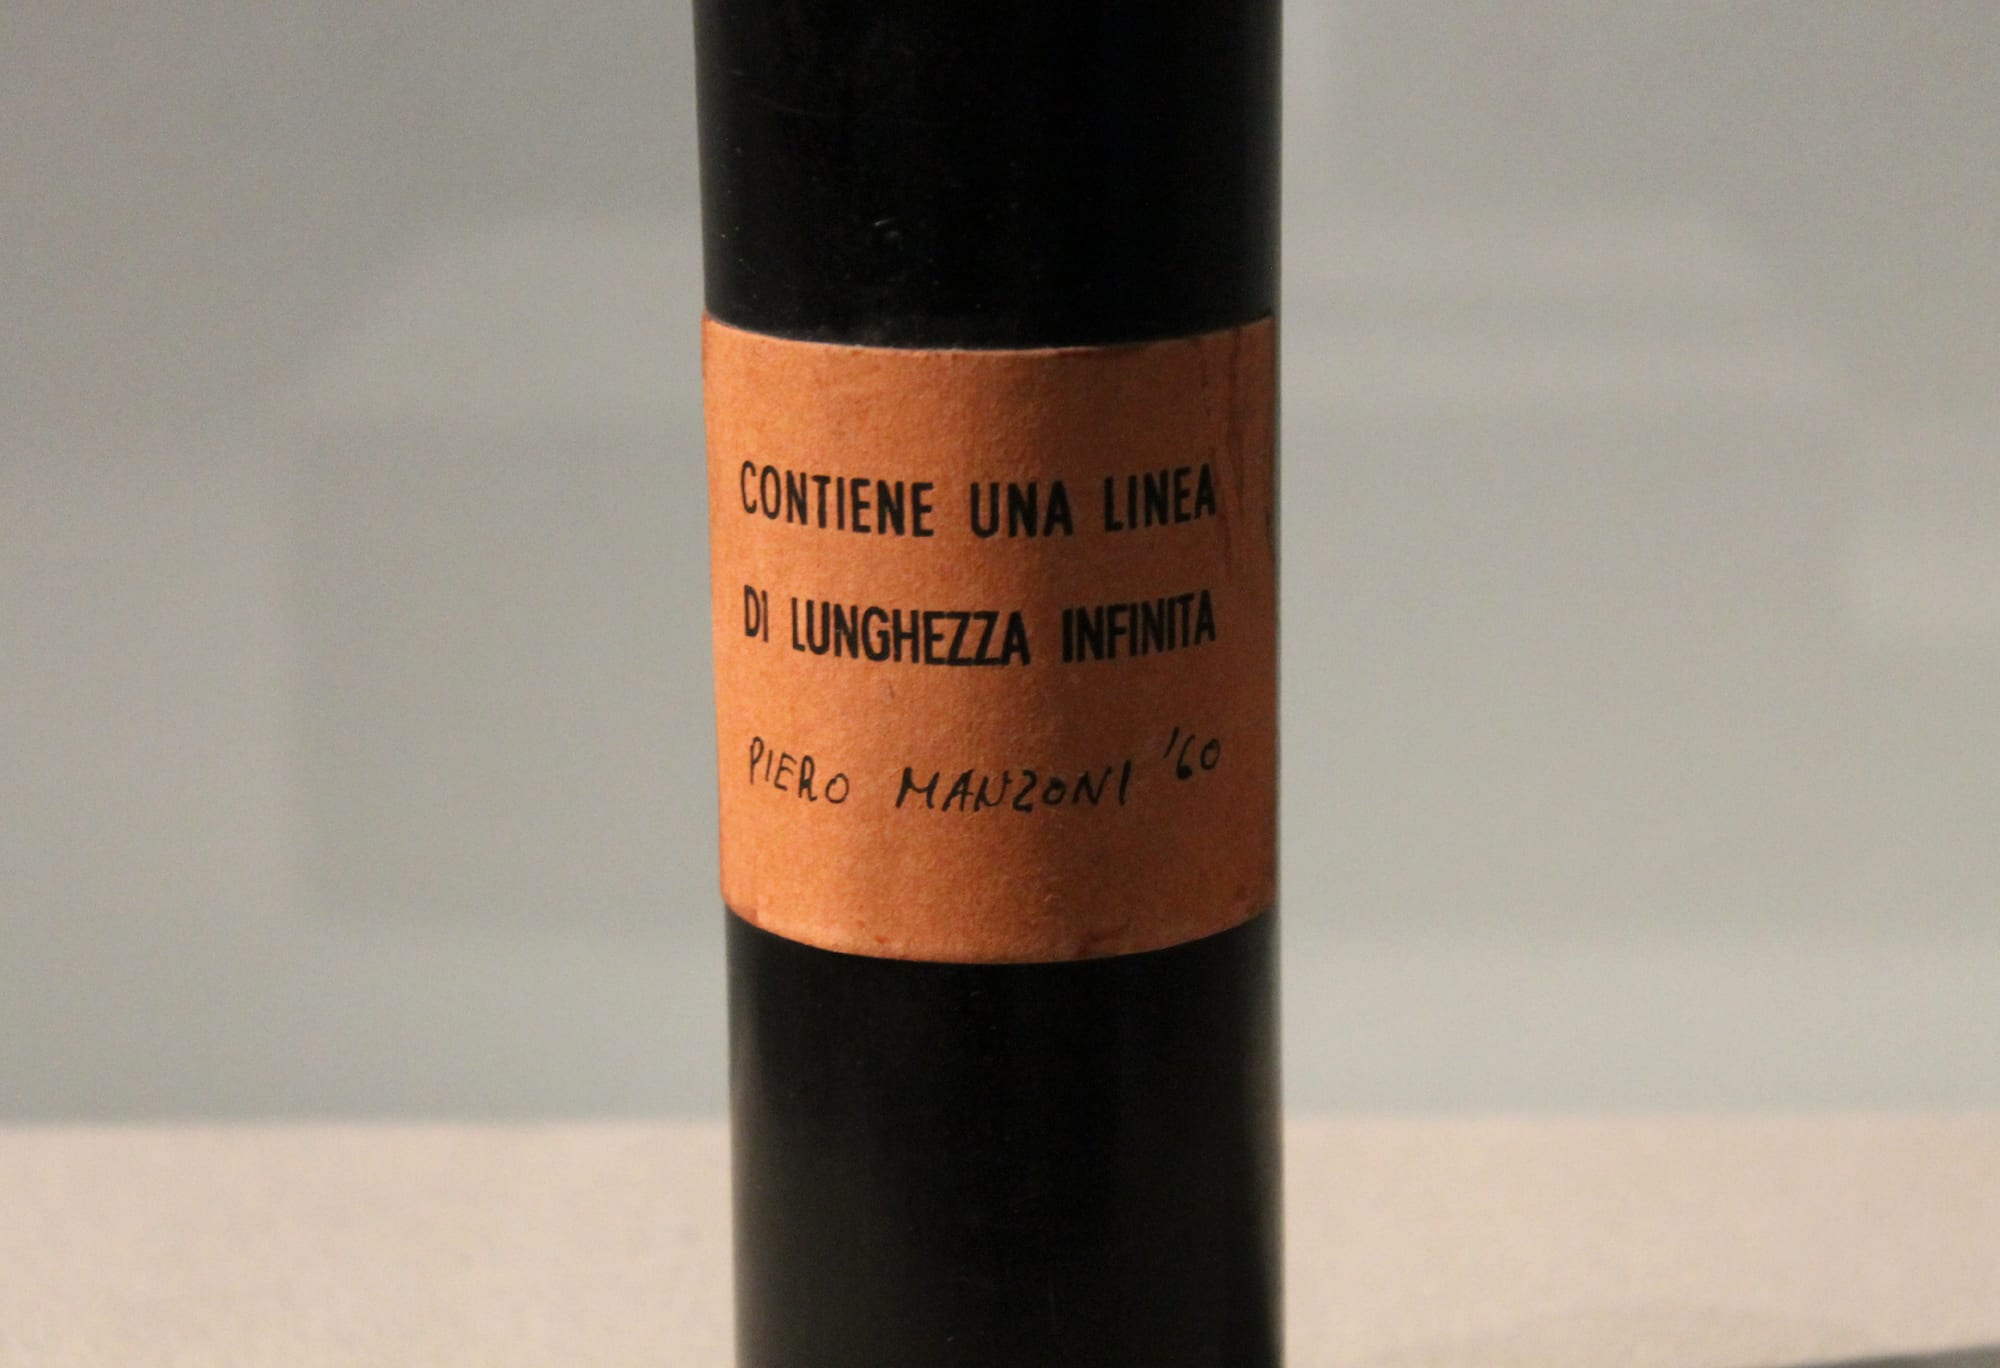 CONTIENE UNA LINEA
DI LUNGHEZZA INFINITA
PIERO MANZONI '60